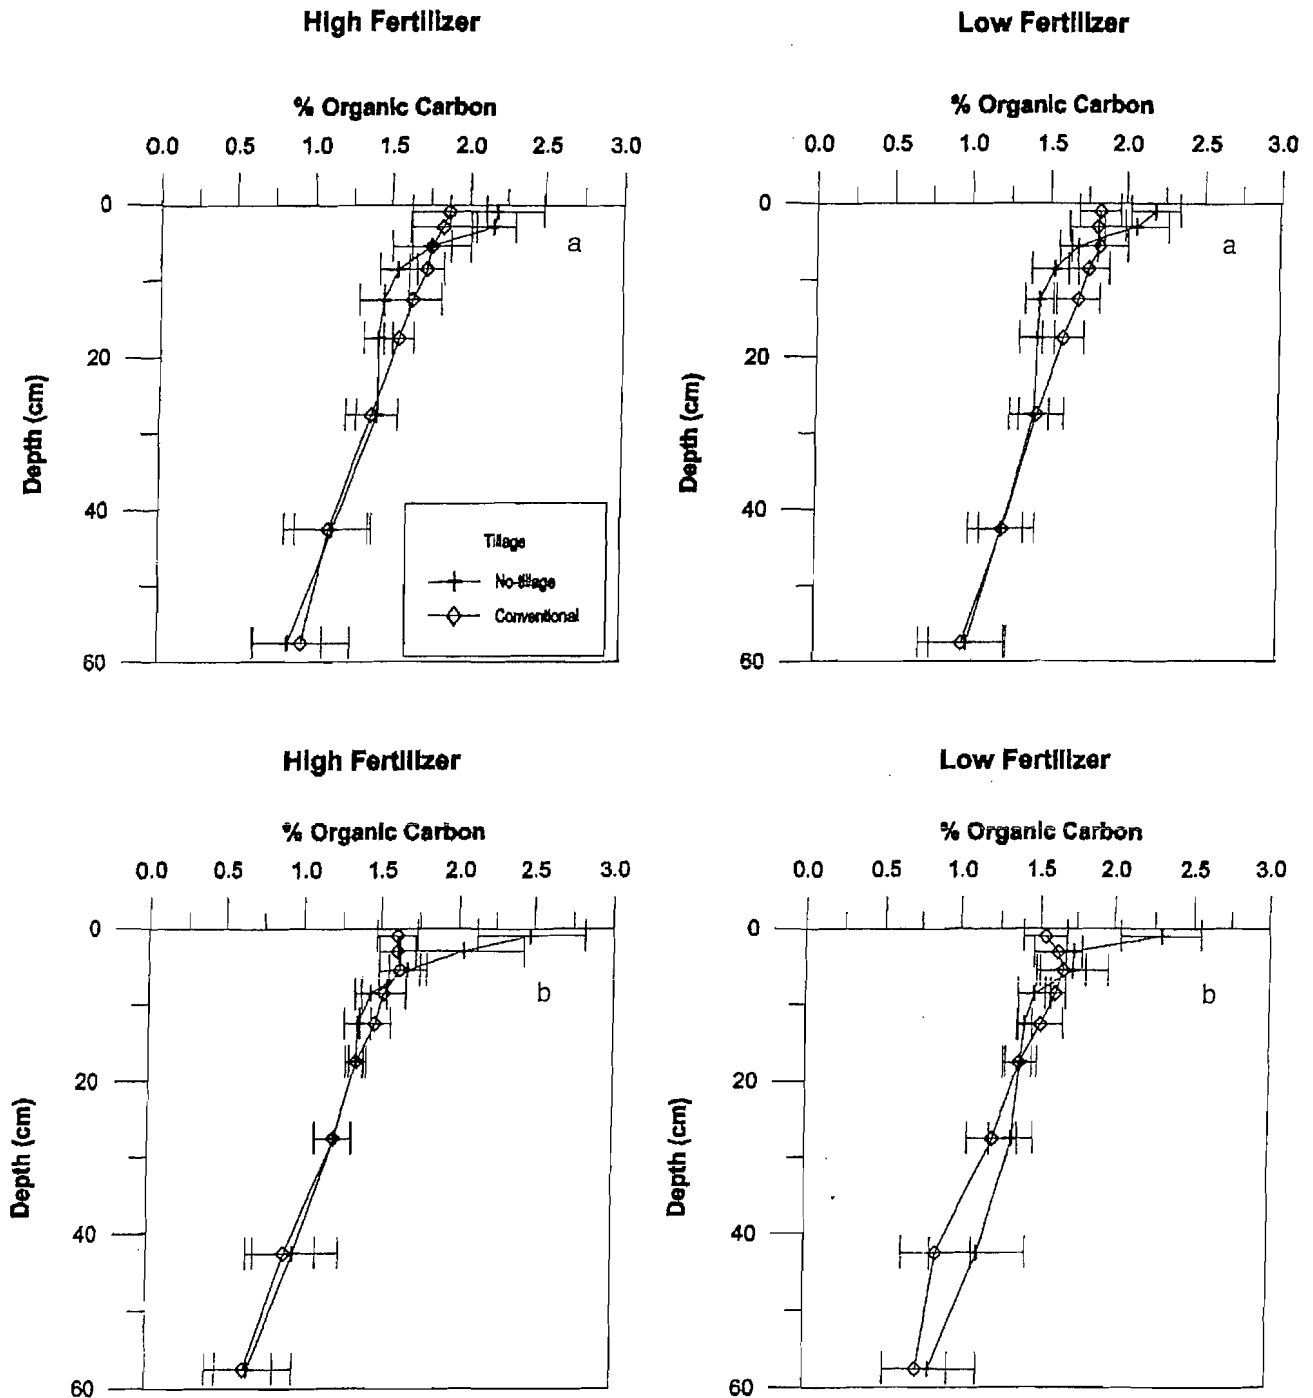 High Fertilizer
% Organic Carbon
0.0 0.5 1.0 1.5 2.0 2.5 3.0
0
20
40
60
Depth (cm)
a
Tillage
No-tillage
Conventional
Low Fertilizer
% Organic Carbon
0.0 0.5 1.0 1.5 2.0 2.5 3.0
0
20
40
60
Depth (cm)
a
High Fertilizer
% Organic Carbon
0.0 0.5 1.0 1.5 2.0 2.5 3.0
0
20
40
60
Depth (cm)
b
Low Fertilizer
% Organic Carbon
0.0 0.5 1.0 1.5 2.0 2.5 3.0
0
20
40
60
Depth (cm)
b